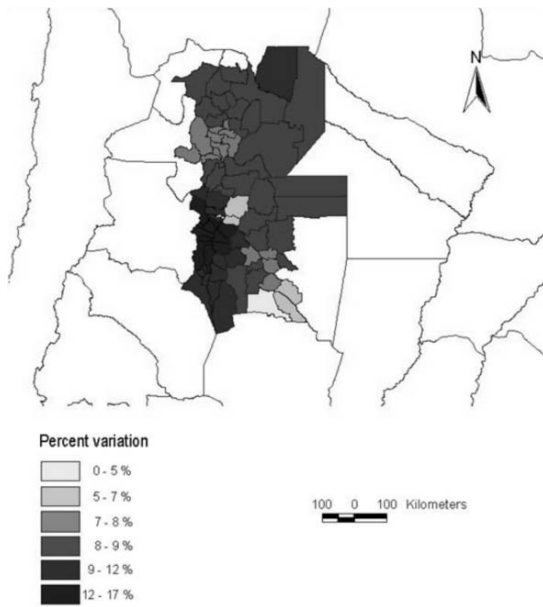 N
Percent variation
0 - 5 %
5 - 7 %
7 - 8 %
8 - 9 %
9 - 12 %
12 - 17 %
100 0 100 Kilometers